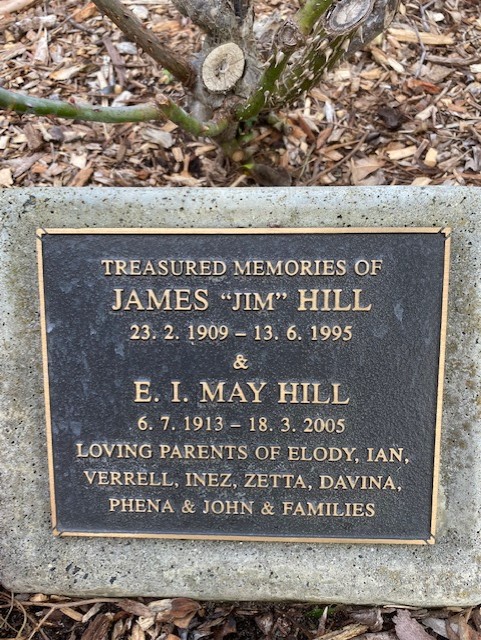 TREASURED MEMORIES OF
JAMES "JIM" HILL
23. 2. 1909 – 13. 6. 1995
&
E. I. MAY HILL
6. 7. 1913 – 18. 3. 2005
LOVING PARENTS OF ELODY, IAN,
VERRELL, INEZ, ZETTA, DAVINA,
PHENA & JOHN & FAMILIES